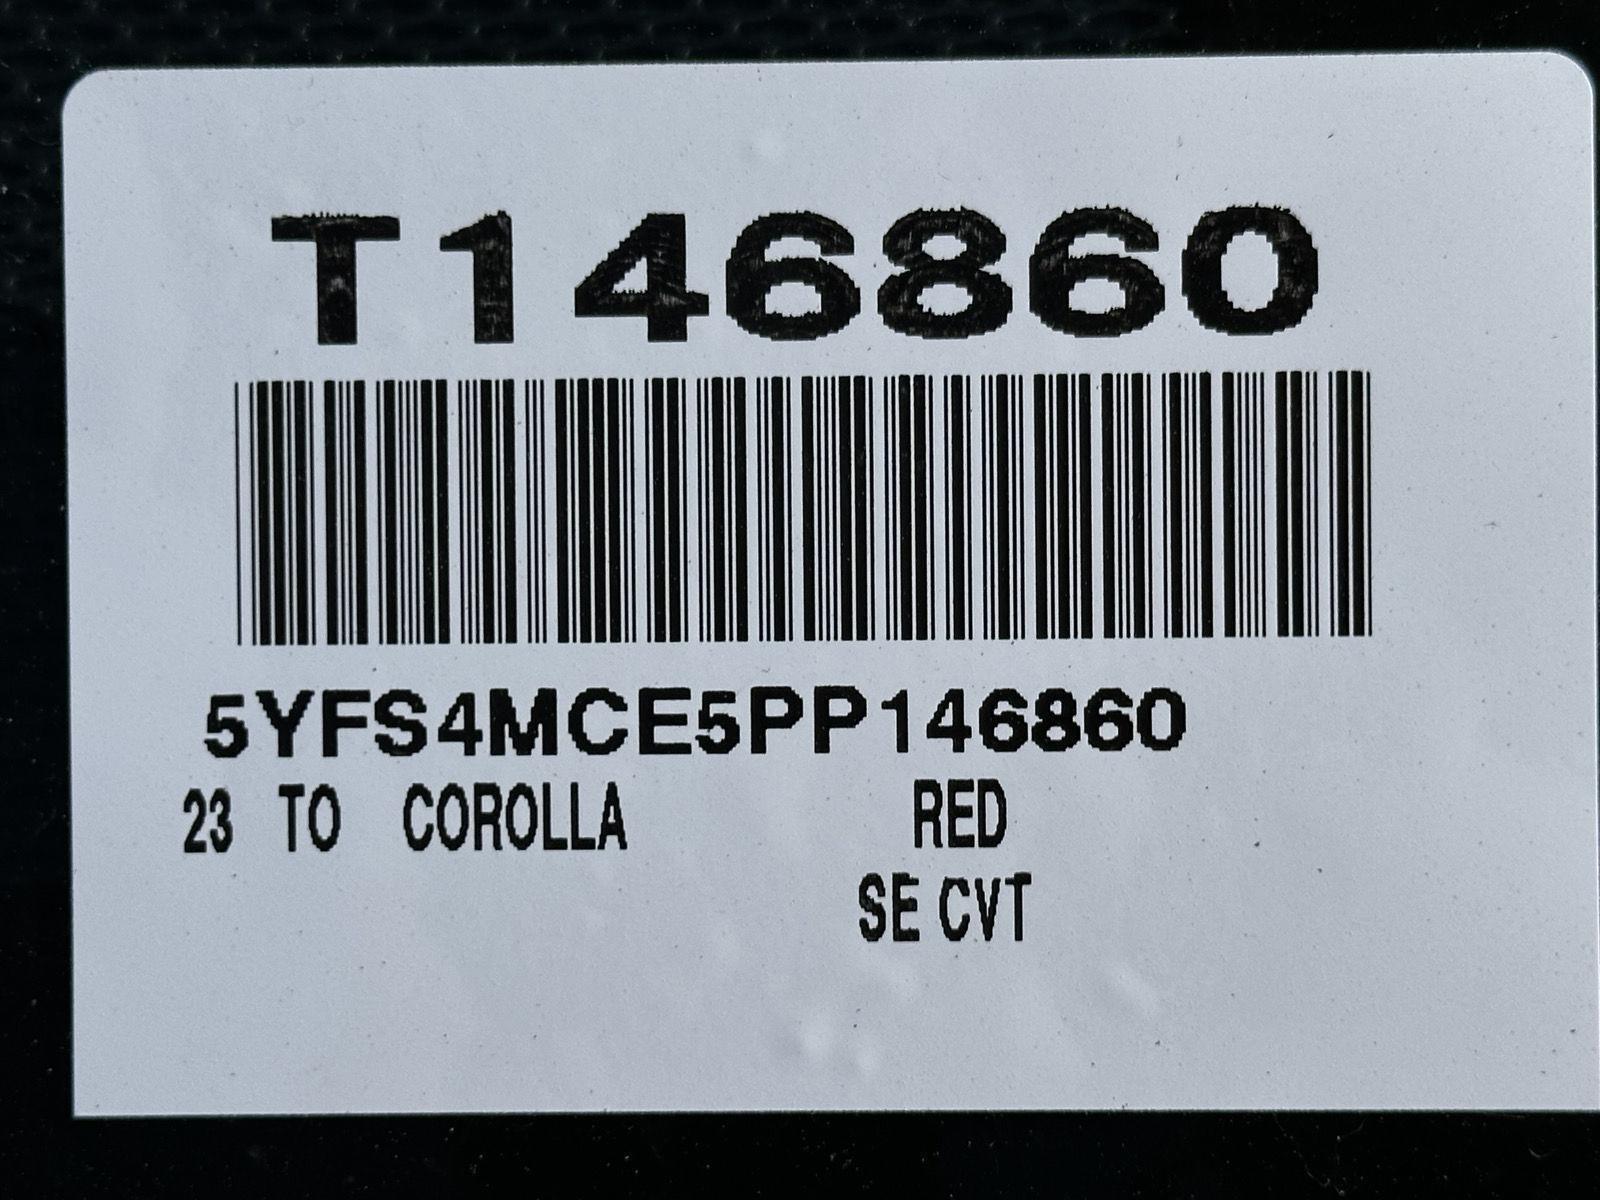 T146860
5YFS4MCE5PP146860
23 TO COROLLA RED
SE CVT